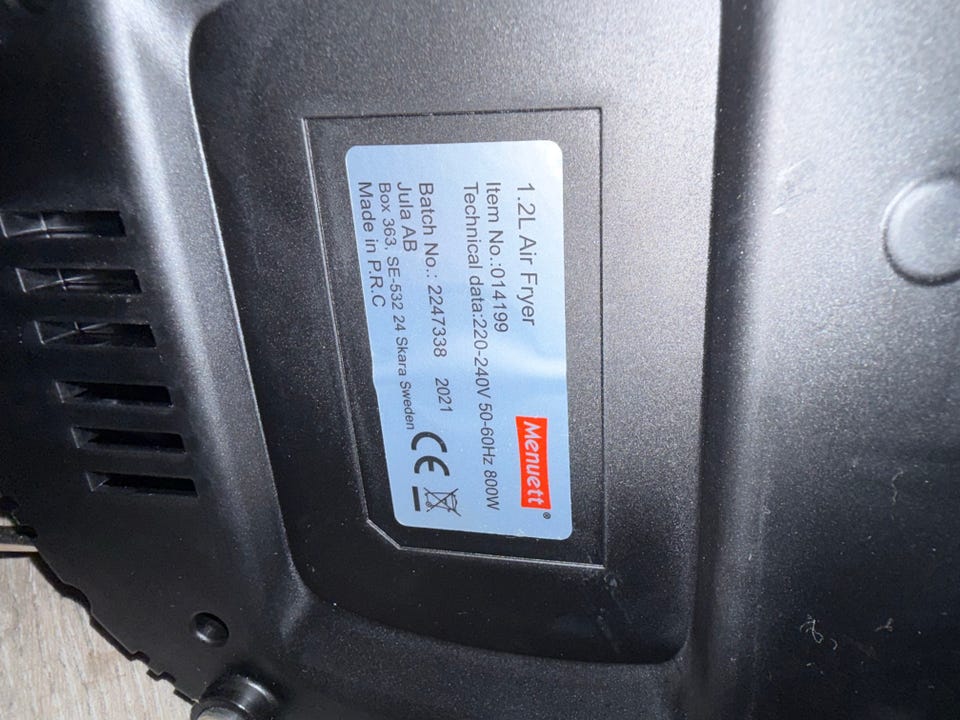 1.2L Air Fryer
Menuett®
Item No.:014199
Technical data:220-240V 50-60Hz 800W
Batch No.: 2247338 2021
Jula AB
Box 363, SE-532 24 Skara Sweden
Made in P.R.C
CE